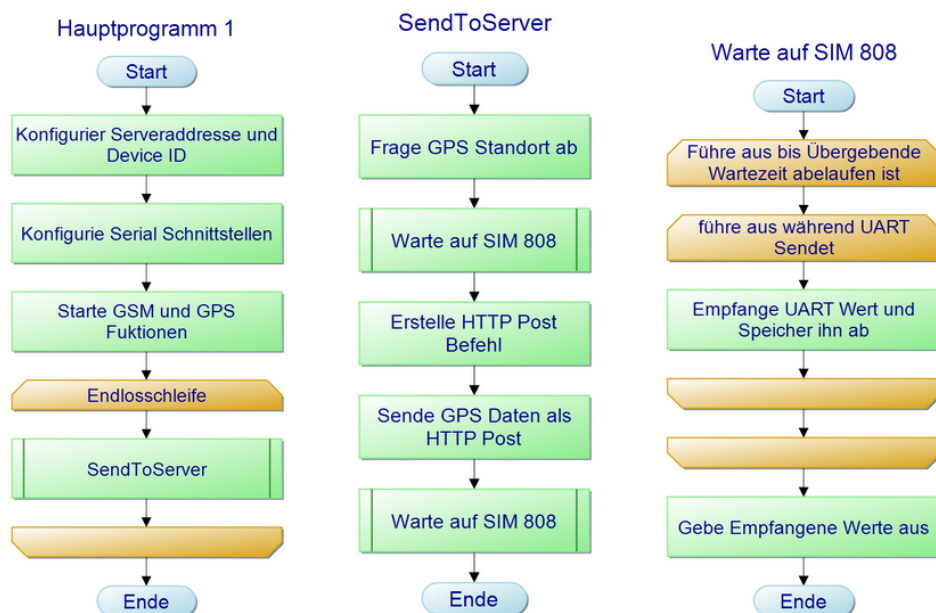 Hauptprogramm 1
Start
Konfigurier Serveraddresse und
Device ID
Konfigurie Serial Schnittstellen
Starte GSM und GPS
Fuktionen
Endlosschleife
SendToServer
Ende
SendToServer
Start
Frage GPS Standort ab
Warte auf SIM 808
Erstelle HTTP Post
Befehl
Sende GPS Daten als
HTTP Post
Warte auf SIM 808
Ende
Warte auf SIM 808
Start
Führe aus bis Übergebende
Wartezeit abelaufen ist
führe aus während UART
Sendet
Empfange UART Wert und
Speicher ihn ab
Gebe Empfangene Werte aus
Ende